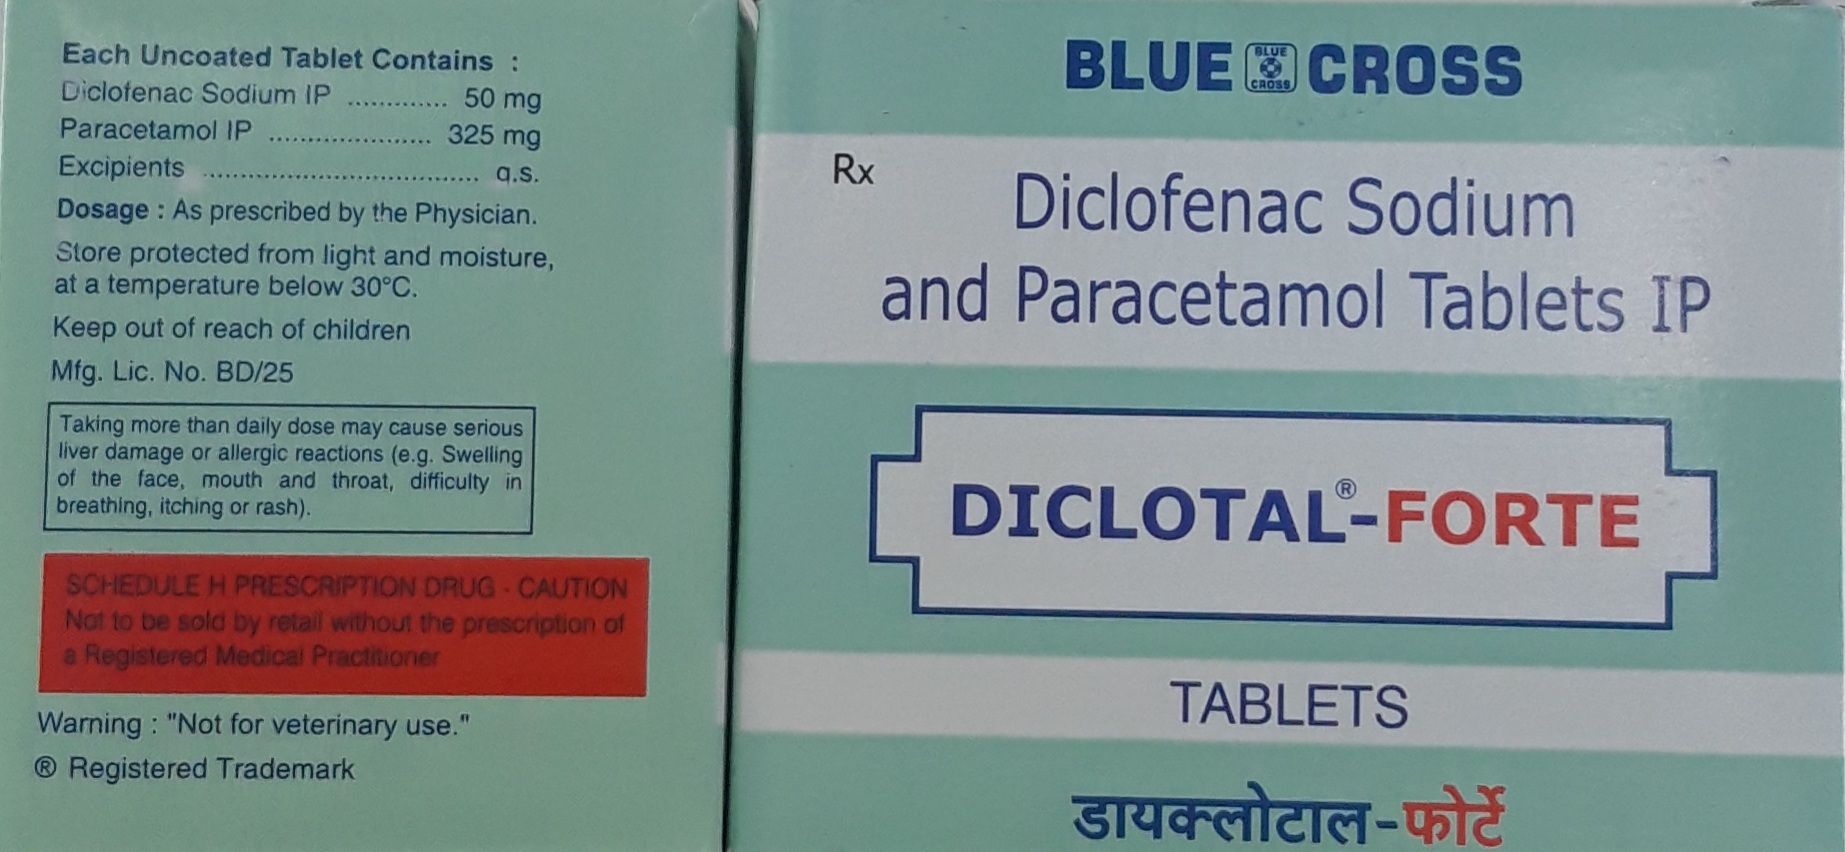 Each Uncoated Tablet Contains :
Diclofenac Sodium IP ............. 50 mg
Paracetamol IP ...................... 325 mg
Excipients ..................................... q.s.
Dosage : As prescribed by the Physician.
Store protected from light and moisture,
at a temperature below 30°C.
Keep out of reach of children
Mfg. Lic. No. BD/25
Taking more than daily dose may cause serious
liver damage or allergic reactions (e.g. Swelling
of the face, mouth and throat, difficulty in
breathing, itching or rash).
SCHEDULE H PRESCRIPTION DRUG - CAUTION
Not to be sold by retail without the prescription of
a Registered Medical Practitioner
Warning : "Not for veterinary use."
® Registered Trademark
BLUE BLUE CROSS CROSS
Rx
Diclofenac Sodium
and Paracetamol Tablets IP
DICLOTAL®-FORTE
TABLETS
डायक्लोटाल-फोर्टे